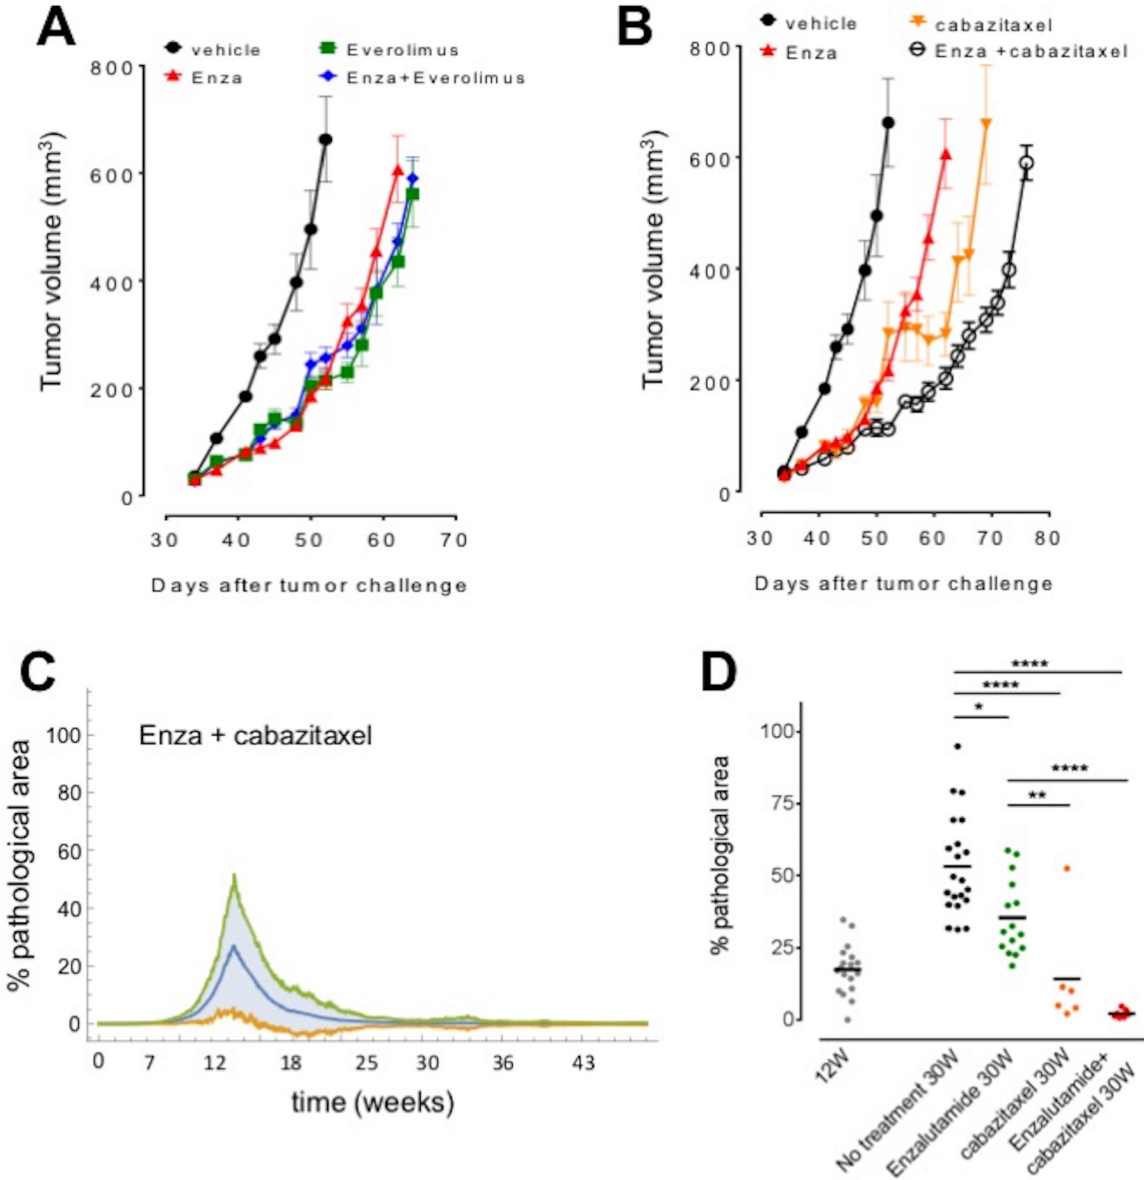 A
vehicle
Everolimus
Enza
Enza+Everolimus
Tumor volume (mm³)
800
600
400
200
0
30 40 50 60 70
Days after tumor challenge
B
vehicle
cabazitaxel
Enza
Enza +cabazitaxel
Tumor volume (mm³)
800
600
400
200
0
30 40 50 60 70 80
Days after tumor challenge
C
Enza + cabazitaxel
% pathological area
100
80
60
40
20
0
0 7 12 18 25 30 36 43
time (weeks)
D
****
****
*
****
**
% pathological area
100
75
50
25
0
12W
No treatment 30W
Enzalutamide 30W
cabazitaxel 30W
Enzalutamide+
cabazitaxel 30W